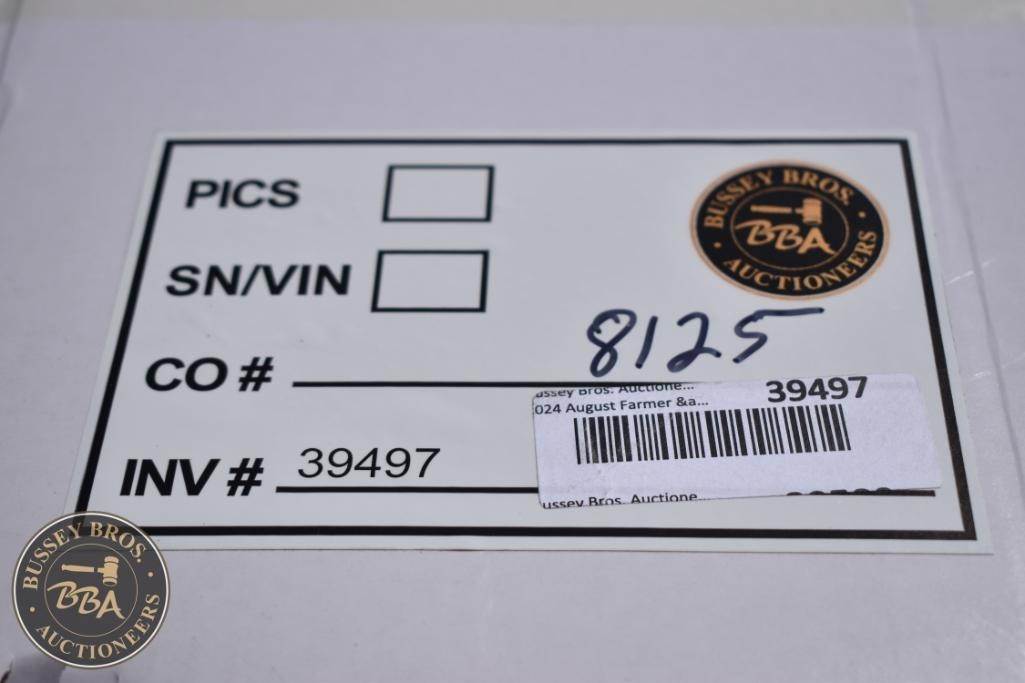 PICS
BUSSEY BROS.
BBA
AUCTIONEERS
SN/VIN
8125
CO #
ussey Bros. Auctione...
39497
024 August Farmer &a...
INV # 39497
ussey Bros. Auctione...
BUSSEY BROS.
BBA
AUCTIONEERS